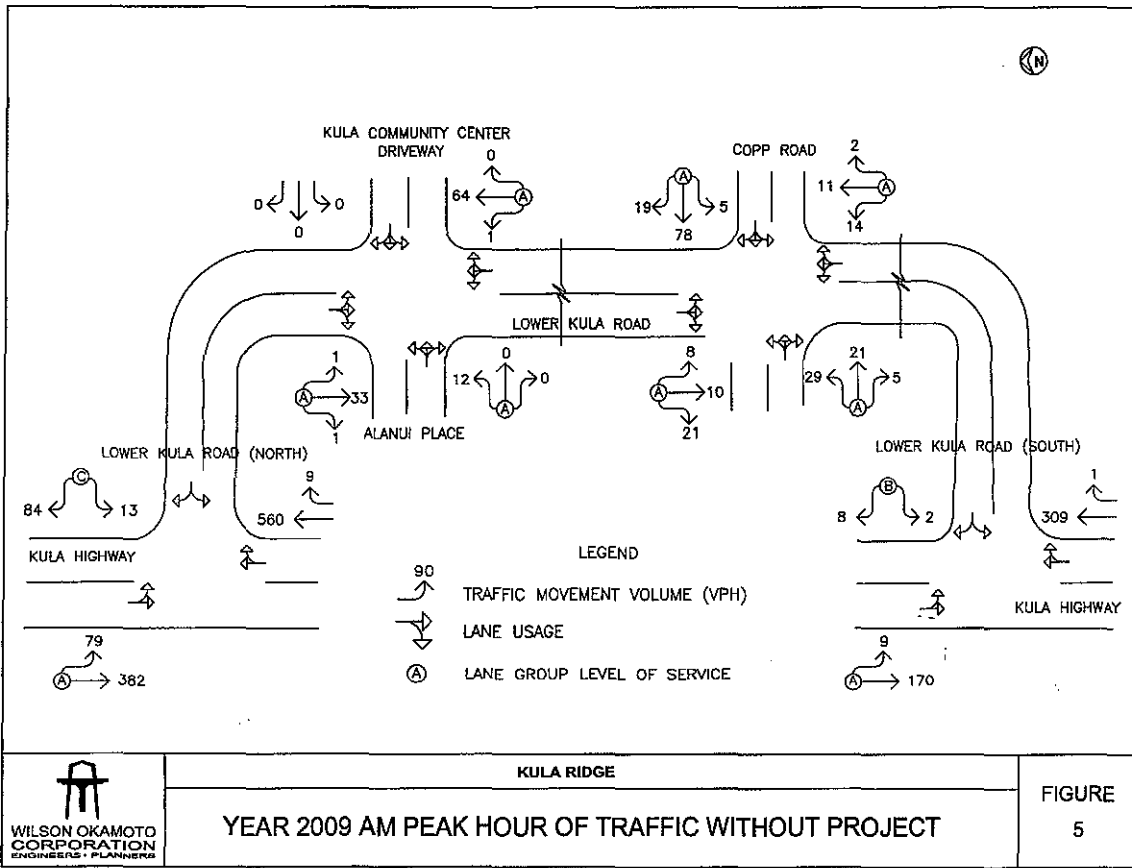 N
KULA COMMUNITY CENTER
DRIVEWAY
COPP ROAD
0
64
A
1
0
0
0
A
19
5
78
2
11
A
14
LOWER KULA ROAD
1
A
33
1
ALANUI PLACE
0
12
0
A
8
A
10
21
21
29
5
A
LOWER KULA ROAD (NORTH)
LOWER KULA ROAD (SOUTH)
C
84
13
9
560
B
8
2
1
309
KULA HIGHWAY
KULA HIGHWAY
LEGEND
90
TRAFFIC MOVEMENT VOLUME (VPH)
LANE USAGE
A
LANE GROUP LEVEL OF SERVICE
79
A
382
9
A
170
WILSON OKAMOTO
CORPORATION
ENGINEERS • PLANNERS
KULA RIDGE
YEAR 2009 AM PEAK HOUR OF TRAFFIC WITHOUT PROJECT
FIGURE
5